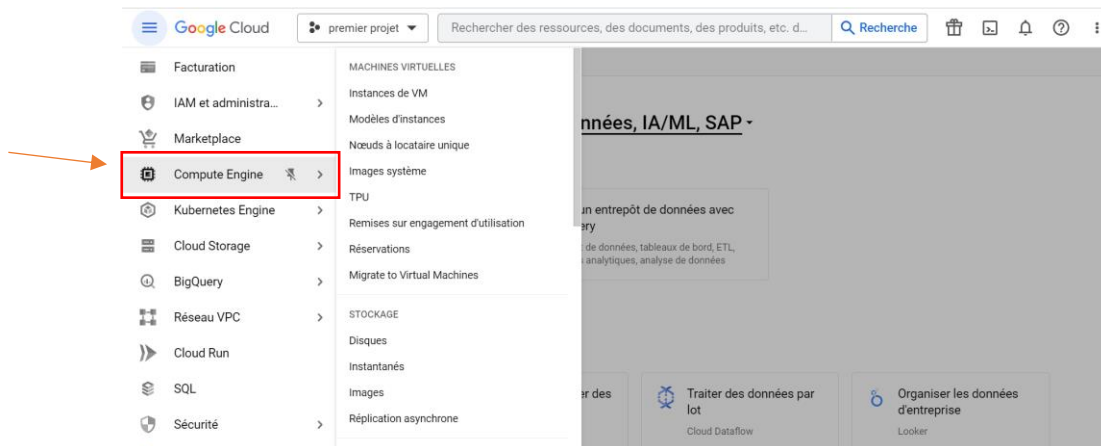 Google Cloud
premier projet
Rechercher des ressources, des documents, des produits, etc. d...
Recherche
Facturation
IAM et administra...
Marketplace
Compute Engine
Kubernetes Engine
Cloud Storage
BigQuery
Réseau VPC
Cloud Run
SQL
Sécurité
MACHINES VIRTUELLES
Instances de VM
Modèles d'instances
Nœuds à locataire unique
Images système
TPU
Remises sur engagement d'utilisation
Réservations
Migrate to Virtual Machines
STOCKAGE
Disques
Instantanés
Images
Réplication asynchrone
nnées, IA/ML, SAP
un entrepôt de données avec
ery
de données, tableaux de bord, ETL,
analytiques, analyse de données
er des
Traiter des données par
lot
Cloud Dataflow
Organiser les données
d'entreprise
Looker